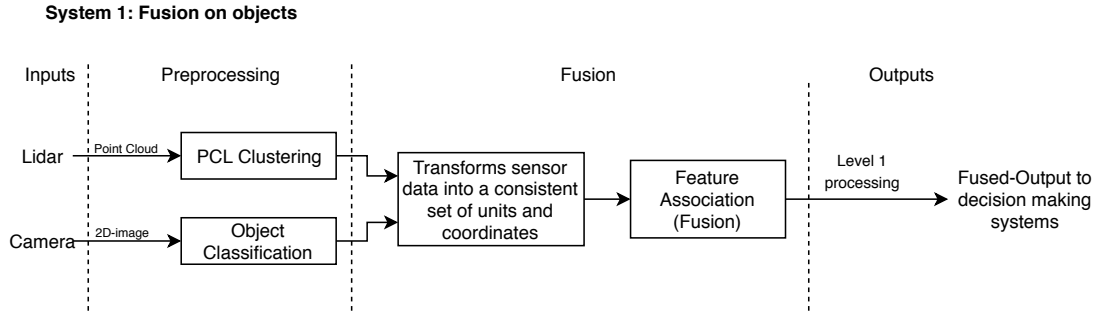 System 1: Fusion on objects
Inputs
Preprocessing
Fusion
Outputs
Lidar
Point Cloud
PCL Clustering
Camera
2D-image
Object
Classification
Transforms sensor
data into a consistent
set of units and
coordinates
Feature
Association
(Fusion)
Level 1
processing
Fused-Output to
decision making
systems